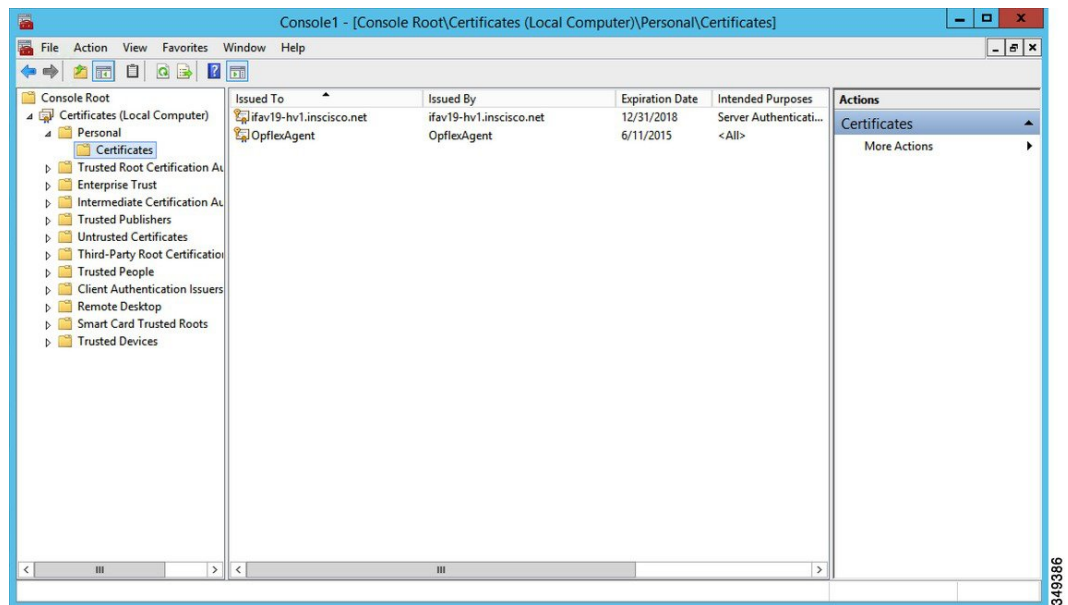 Console1 - [Console Root\Certificates (Local Computer)\Personal\Certificates]
File Action View Favorites Window Help
Console Root
Certificates (Local Computer)
Personal
Certificates
Trusted Root Certification Au
Enterprise Trust
Intermediate Certification Au
Trusted Publishers
Untrusted Certificates
Third-Party Root Certification
Trusted People
Client Authentication Issuers
Remote Desktop
Smart Card Trusted Roots
Trusted Devices
Issued To Issued By Expiration Date Intended Purposes
ifav19-hv1.inscisco.net ifav19-hv1.inscisco.net 12/31/2018 Server Authenticati...
OpflexAgent OpflexAgent 6/11/2015 <All>
Actions
Certificates
More Actions
349386